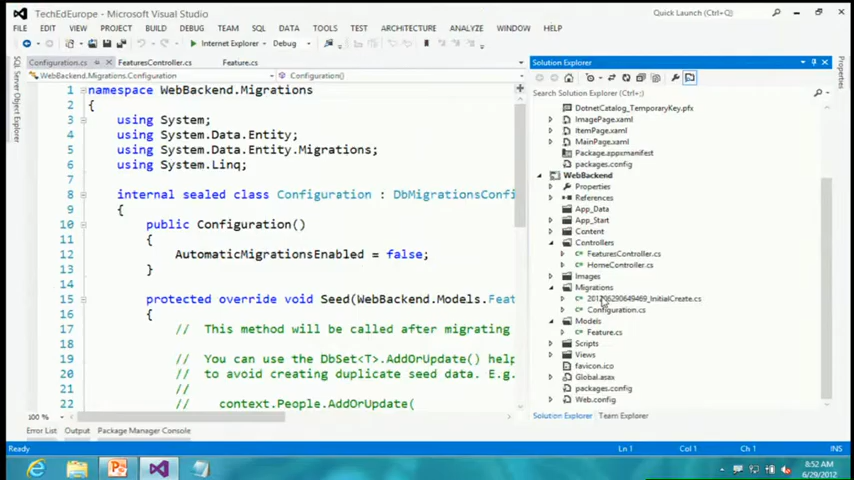 TechEdEurope - Microsoft Visual Studio
Quick Launch (Ctrl+Q)
FILE EDIT VIEW PROJECT BUILD DEBUG TEAM SQL DATA TOOLS TEST ARCHITECTURE ANALYZE WINDOW HELP
Internet Explorer Debug
SQL Server Object Explorer
Configuration.cs FeaturesController.cs Feature.cs
WebBackend.Migrations.Configuration Configuration()
1 namespace WebBackend.Migrations
2 {
3 using System;
4 using System.Data.Entity;
5 using System.Data.Entity.Migrations;
6 using System.Linq;
7
8 internal sealed class Configuration : DbMigrationsConfi
9 {
10 public Configuration()
11 {
12 AutomaticMigrationsEnabled = false;
13 }
14
15 protected override void Seed(WebBackend.Models.Feat
16 {
17 // This method will be called after migrating
18
19 // You can use the DbSet<T>.AddOrUpdate() help
20 // to avoid creating duplicate seed data. E.g.
21 //
22 // context.People.AddOrUpdate(
100 %
Error List Output Package Manager Console
Solution Explorer
Search Solution Explorer (Ctrl+;)
DotnetCatalog_TemporaryKey.pfx
ImagePage.xaml
ItemPage.xaml
MainPage.xaml
Package.appxmanifest
packages.config
WebBackend
Properties
References
App_Data
App_Start
Content
Controllers
FeaturesController.cs
HomeController.cs
Images
Migrations
201206290649469_InitialCreate.cs
Configuration.cs
Models
Feature.cs
Scripts
Views
favicon.ico
Global.asax
packages.config
Web.config
Solution Explorer Team Explorer
Properties
Ready Ln 1 Col 1 Ch 1 INS
8:52 AM
6/29/2012